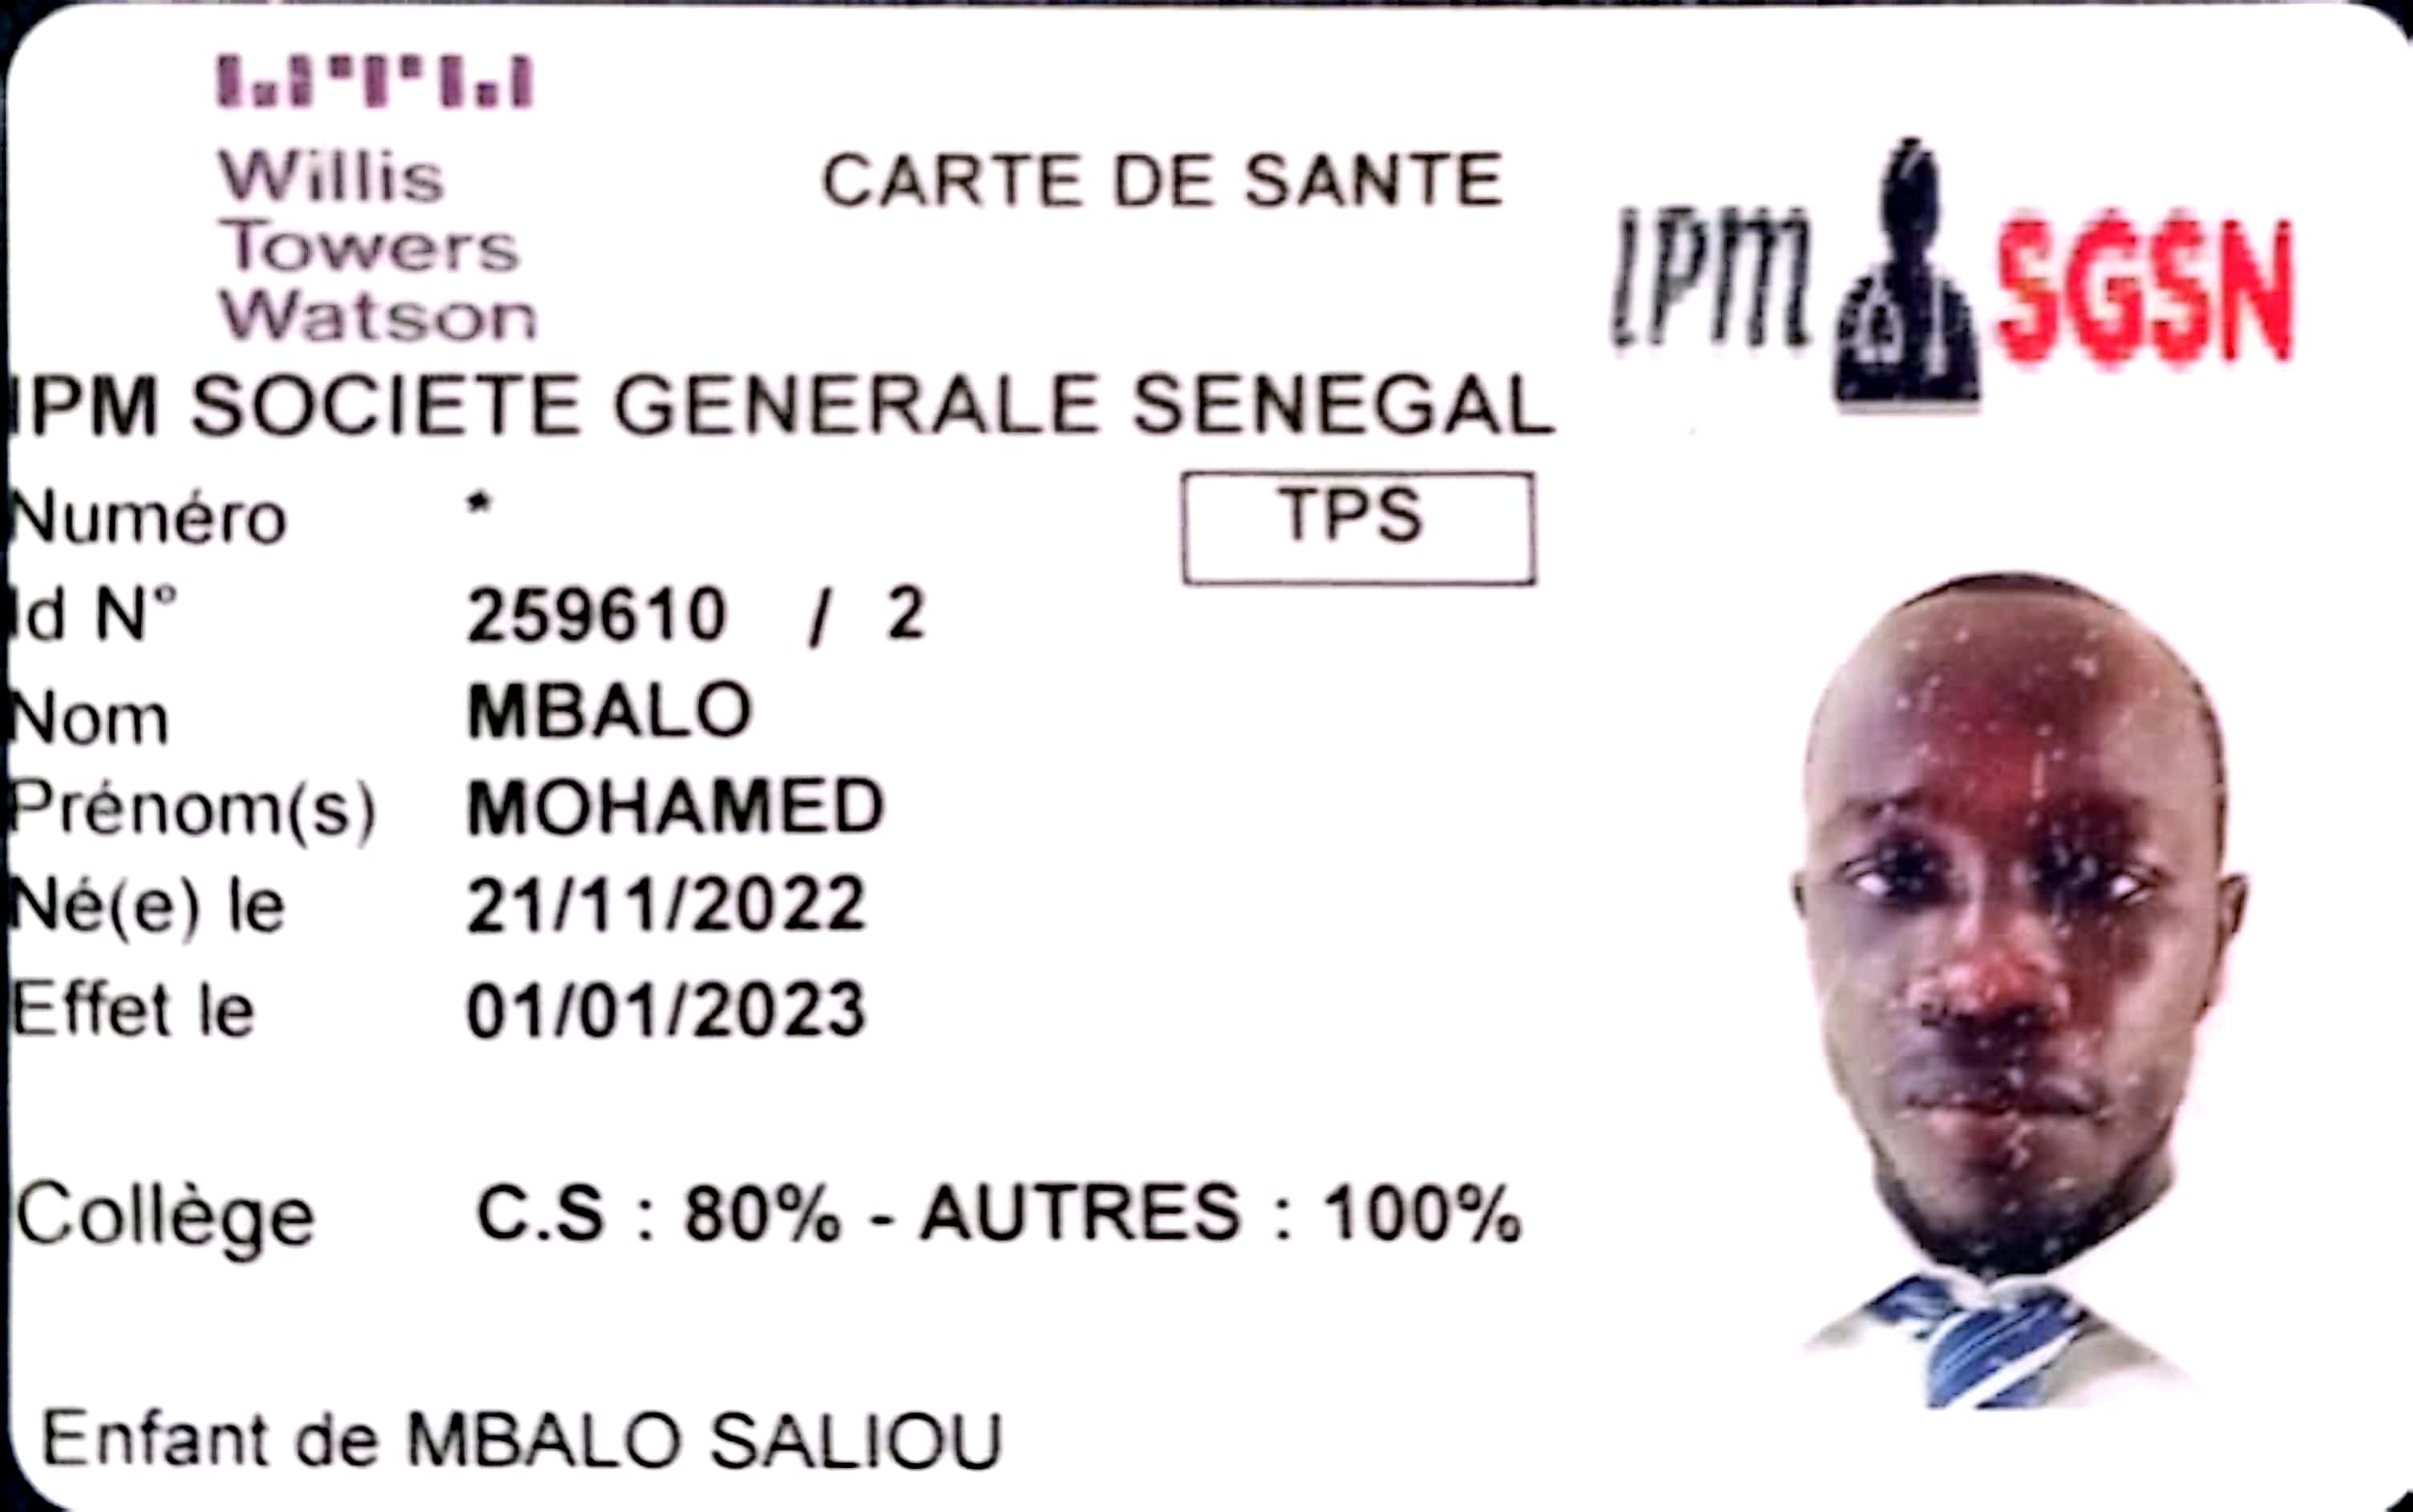 Willis
Towers
Watson
CARTE DE SANTE
IPM SGSN
IPM SOCIETE GENERALE SENEGAL
Numéro *
TPS
Id N° 259610 / 2
Nom MBALO
Prénom(s) MOHAMED
Né(e) le 21/11/2022
Effet le 01/01/2023
Collège C.S : 80% - AUTRES : 100%
Enfant de MBALO SALIOU